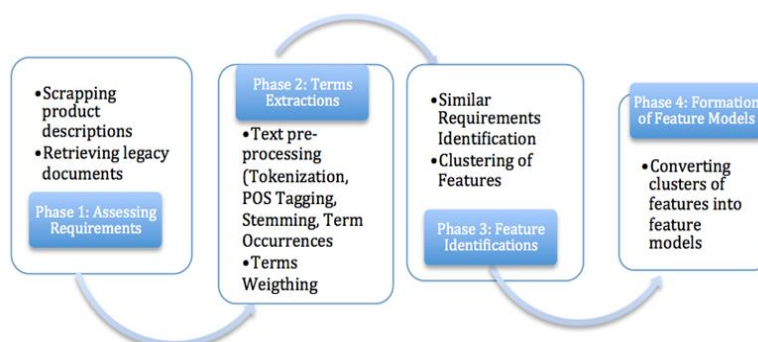 •Scrapping
product
descriptions
•Retrieving legacy
documents
Phase 1: Assessing
Requirements
Phase 2: Terms
Extractions
•Text pre-
processing
(Tokenization,
POS Tagging,
Stemming, Term
Occurrences
•Terms
Weigthing
•Similar
Requirements
Identification
•Clustering of
Features
Phase 3: Feature
Identifications
Phase 4: Formation
of Feature Models
•Converting
clusters of
features into
feature
models